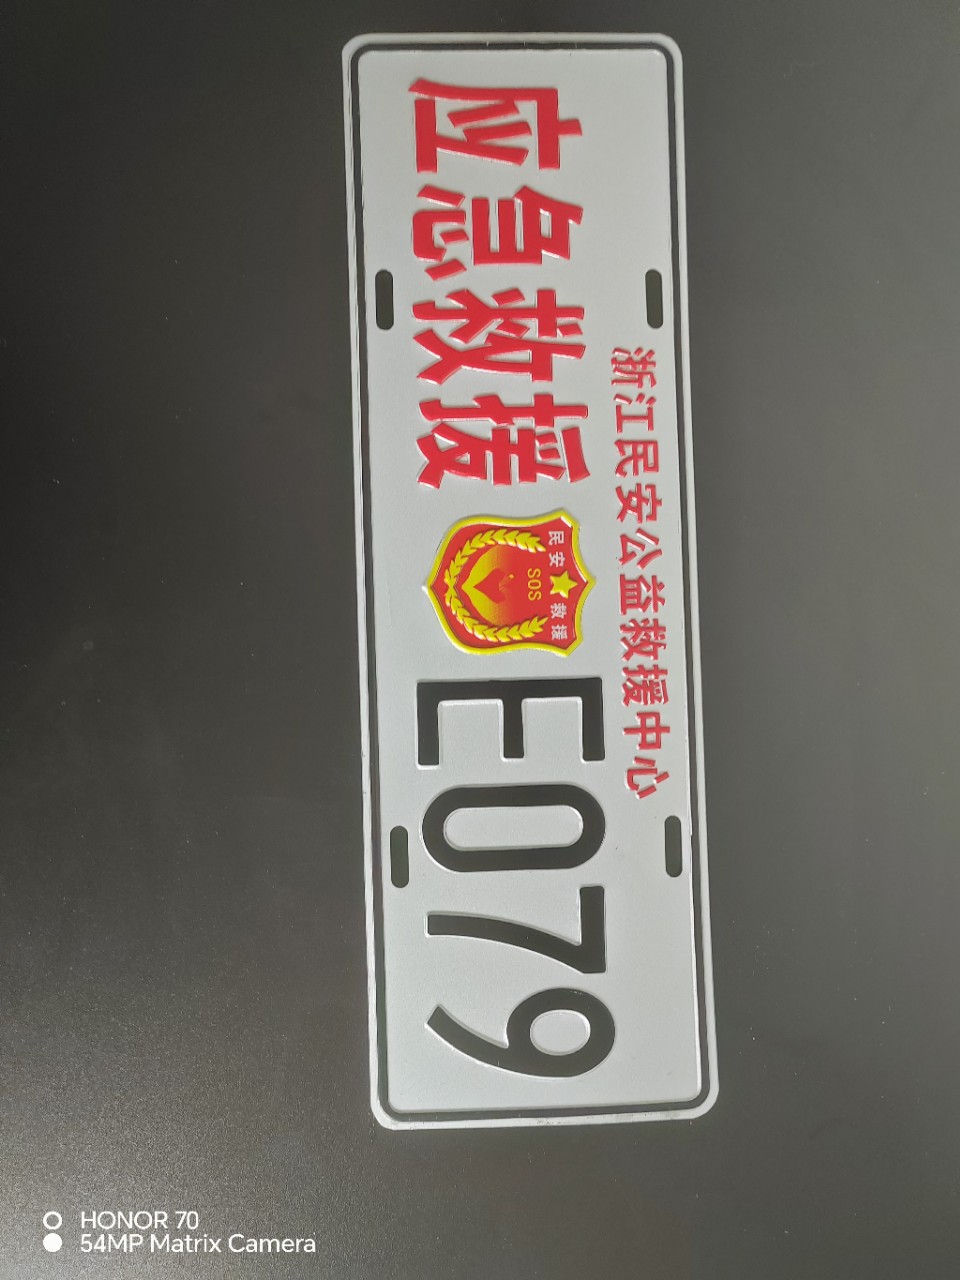 浙江民安公益救援中心
应急救援 E079
民安 救援
SOS
HONOR 70
54MP Matrix Camera